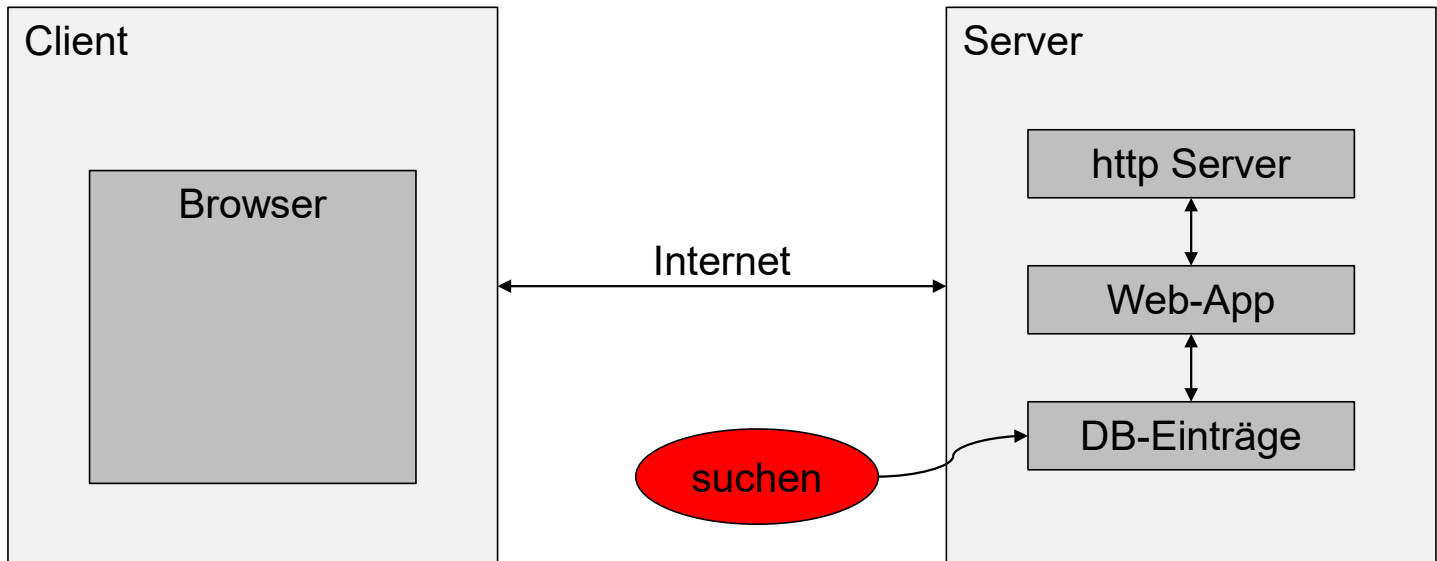 Client
Browser
Internet
suchen
Server
http Server
Web-App
DB-Einträge